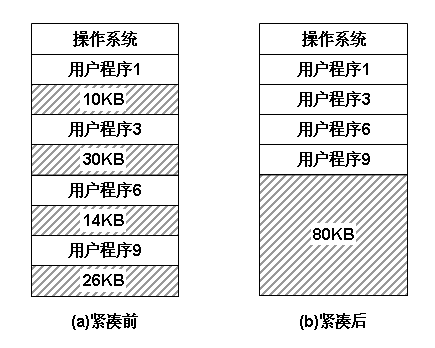 操作系统
用户程序1
10KB
用户程序3
30KB
用户程序6
14KB
用户程序9
26KB
(a)紧凑前
操作系统
用户程序1
用户程序3
用户程序6
用户程序9
80KB
(b)紧凑后